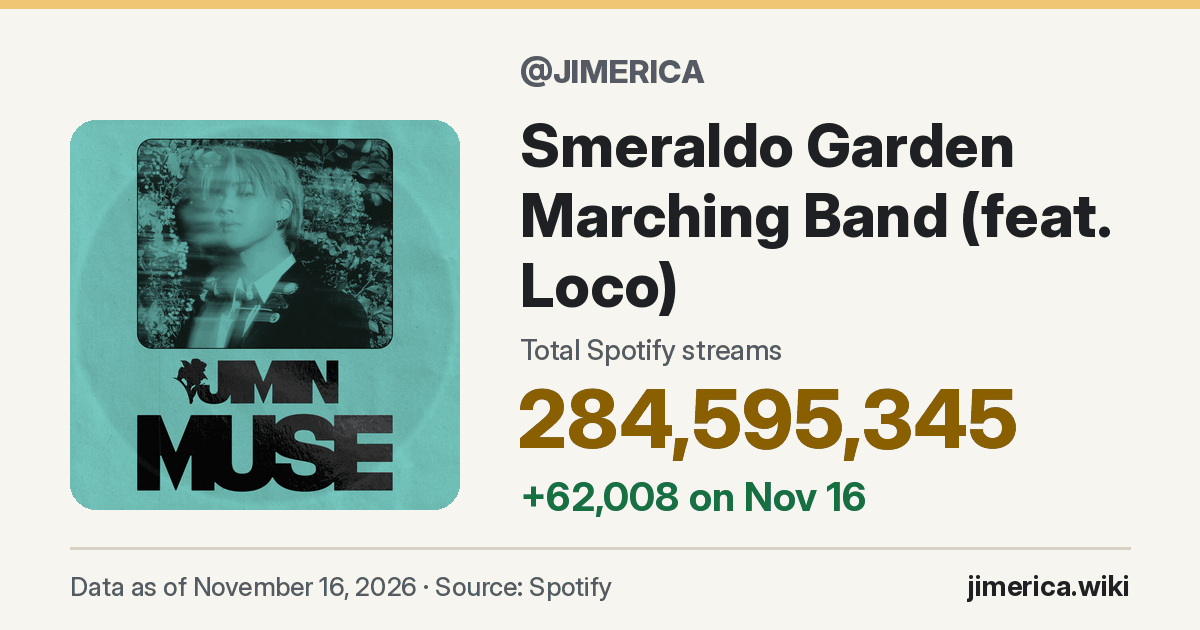 @JIMERICA
Smeraldo Garden
Marching Band (feat.
Loco)
Total Spotify streams
284,595,345
+62,008 on Nov 16
JIMIN
MUSE
Data as of November 16, 2026 · Source: Spotify
jimerica.wiki